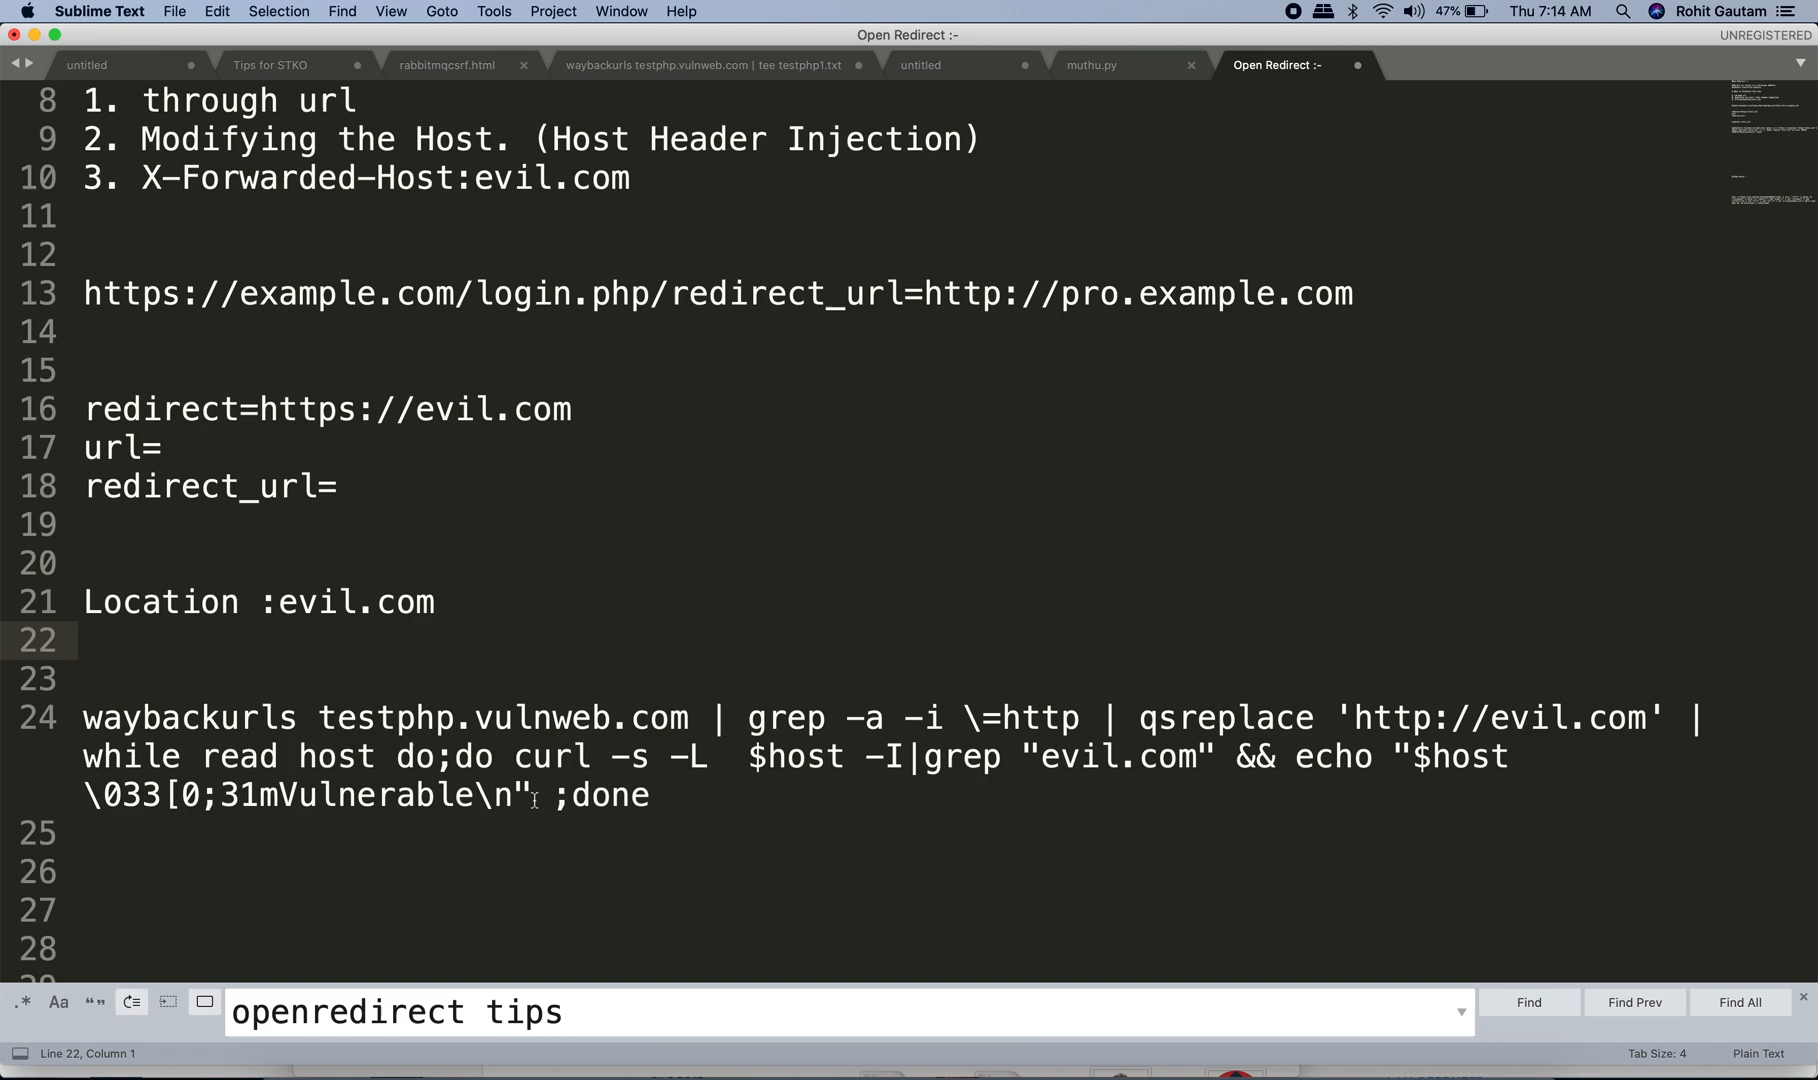 Sublime Text File Edit Selection Find View Goto Tools Project Window Help 47% Thu 7:14 AM Rohit Gautam
Open Redirect :- UNREGISTERED
untitled Tips for STKO rabbitmqcsrf.html waybackurls testphp.vulnweb.com | tee testphp1.txt untitled muthu.py Open Redirect :-
8 1. through url
9 2. Modifying the Host. (Host Header Injection)
10 3. X-Forwarded-Host:evil.com
11
12
13 https://example.com/login.php/redirect_url=http://pro.example.com
14
15
16 redirect=https://evil.com
17 url=
18 redirect_url=
19
20
21 Location :evil.com
22
23
24 waybackurls testphp.vulnweb.com | grep -a -i \=http | qsreplace 'http://evil.com' |
while read host do;do curl -s -L  $host -I|grep "evil.com" && echo "$host
\033[0;31mVulnerable\n" ;done
25
26
27
28
.* Aa “” openredirect tips Find Find Prev Find All
Line 22, Column 1 Tab Size: 4 Plain Text